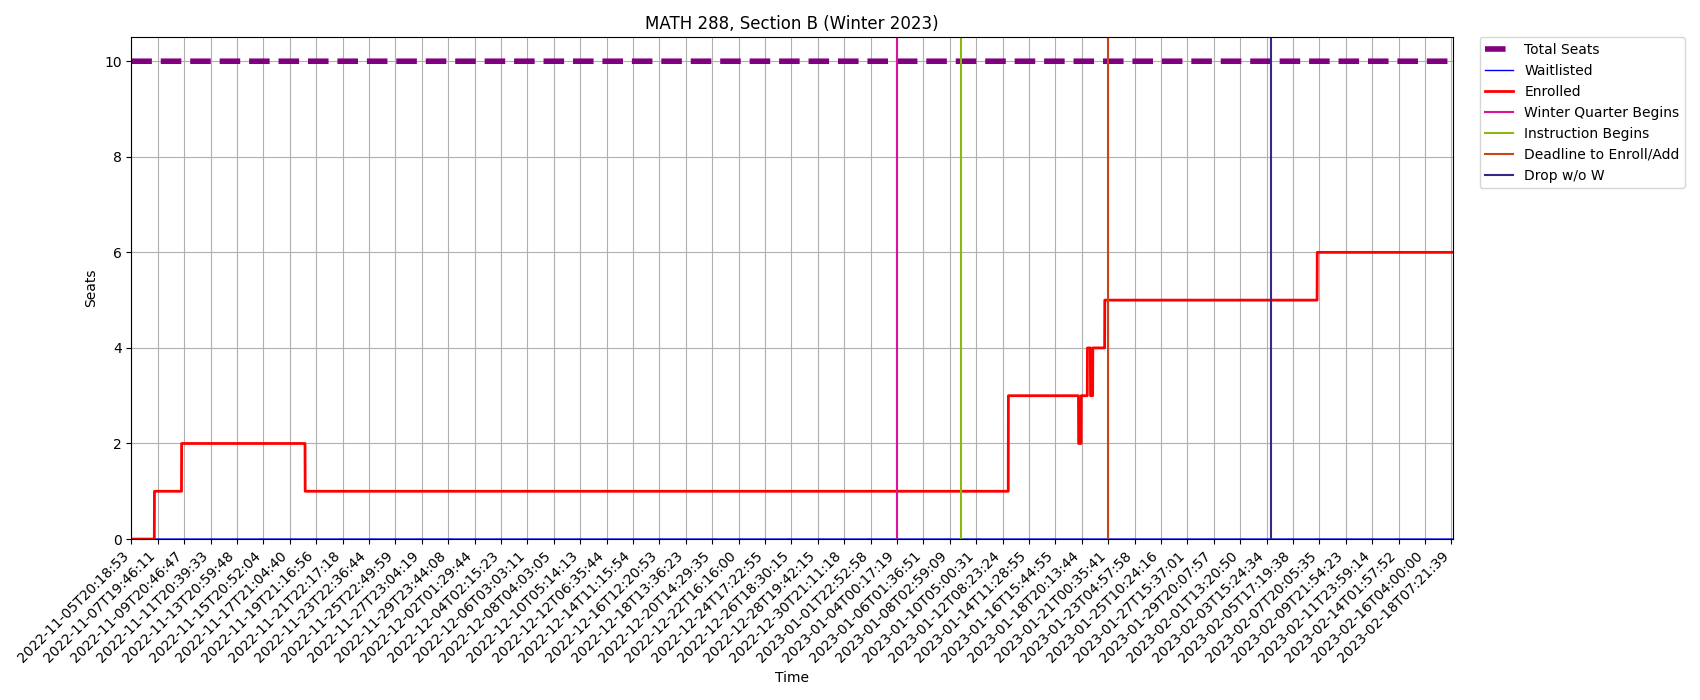 MATH 288, Section B (Winter 2023)
Total Seats
Waitlisted
Enrolled
Winter Quarter Begins
Instruction Begins
Deadline to Enroll/Add
Drop w/o W
Seats
10
8
6
4
2
0
2022-11-05T20:18:53
2022-11-07T19:46:11
2022-11-09T20:46:47
2022-11-11T20:39:33
2022-11-13T20:59:48
2022-11-15T20:52:04
2022-11-17T21:04:40
2022-11-19T21:16:56
2022-11-21T22:17:18
2022-11-23T22:36:44
2022-11-25T22:49:59
2022-11-27T23:04:19
2022-11-29T23:44:08
2022-12-02T01:29:44
2022-12-04T02:15:23
2022-12-06T03:03:11
2022-12-08T04:03:05
2022-12-10T05:14:13
2022-12-12T06:35:44
2022-12-14T11:15:54
2022-12-16T12:20:53
2022-12-18T13:36:23
2022-12-20T14:29:35
2022-12-22T16:16:00
2022-12-24T17:22:55
2022-12-26T18:30:15
2022-12-28T19:42:15
2022-12-30T21:11:18
2023-01-01T22:52:58
2023-01-04T00:17:19
2023-01-06T01:36:51
2023-01-08T02:59:09
2023-01-10T05:00:31
2023-01-12T08:23:24
2023-01-14T11:28:55
2023-01-16T15:44:55
2023-01-18T20:13:44
2023-01-21T00:35:41
2023-01-23T04:57:58
2023-01-25T10:24:16
2023-01-27T15:37:01
2023-01-29T20:07:57
2023-02-01T13:20:50
2023-02-03T15:24:34
2023-02-05T17:19:38
2023-02-07T20:05:35
2023-02-09T21:54:23
2023-02-11T23:59:14
2023-02-14T01:57:52
2023-02-16T04:00:00
2023-02-18T07:21:39
Time